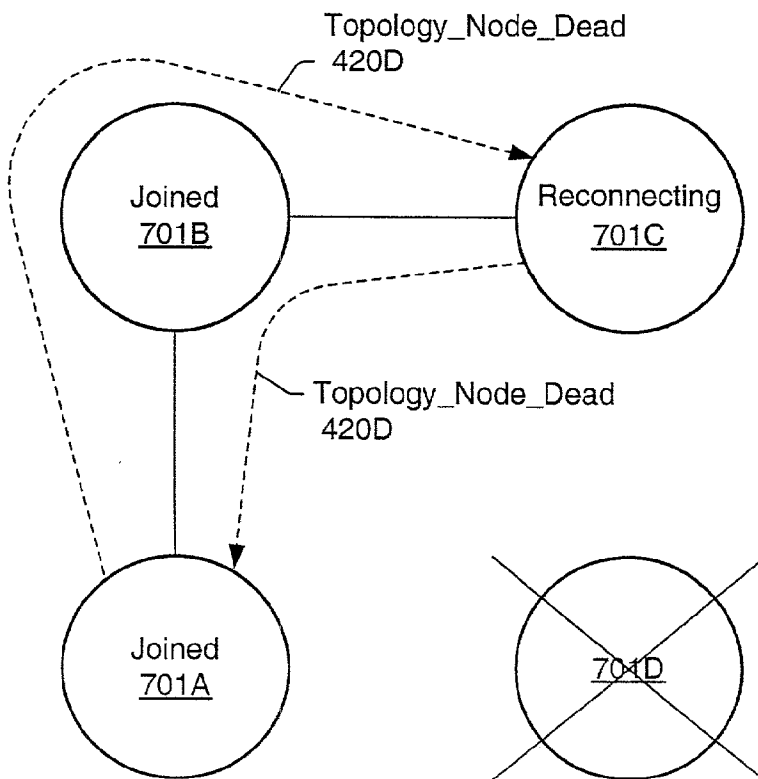 Topology_Node_Dead
420D
Joined
701B
Reconnecting
701C
Topology_Node_Dead
420D
Joined
701A
701D